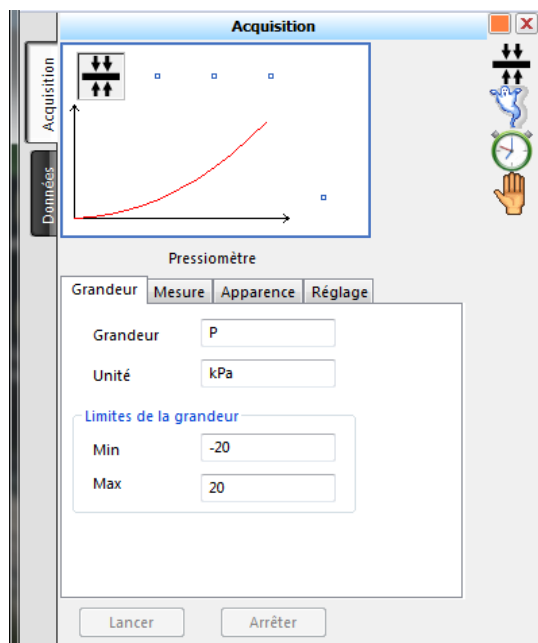 Acquisition
Acquisition
Données
Pressiomètre
Grandeur Mesure Apparence Réglage
Grandeur P
Unité kPa
Limites de la grandeur
Min -20
Max 20
Lancer Arrêter